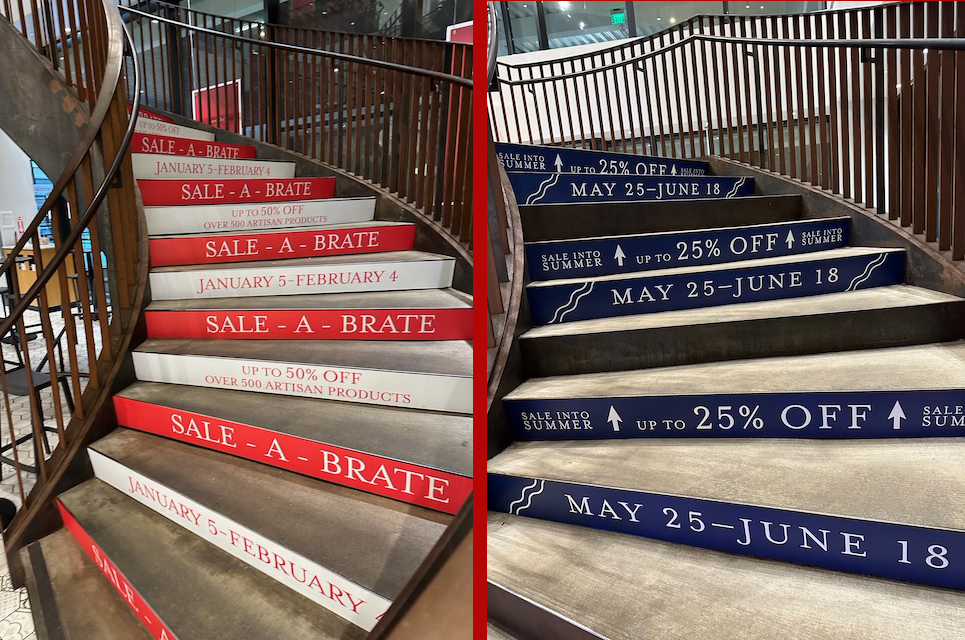 BRATE
UP TO 50% OFF
SALE - A - BRATE
JANUARY 5-FEBRUARY 4
SALE - A - BRATE
UP TO 50% OFF
OVER 500 ARTISAN PRODUCTS
SALE - A - BRATE
JANUARY 5-FEBRUARY 4
SALE - A - BRATE
UP TO 50% OFF
OVER 500 ARTISAN PRODUCTS
SALE - A - BRATE
JANUARY 5-FEBRUARY 4
SALE - A
SALE INTO
SUMMER
UP TO 25% OFF
SALE INTO
SUMMER
MAY 25–JUNE 18
SALE INTO
SUMMER
UP TO 25% OFF
SALE INTO
SUMMER
MAY 25–JUNE 18
SALE INTO
SUMMER
UP TO 25% OFF
SALE
SUM
MAY 25–JUNE 18